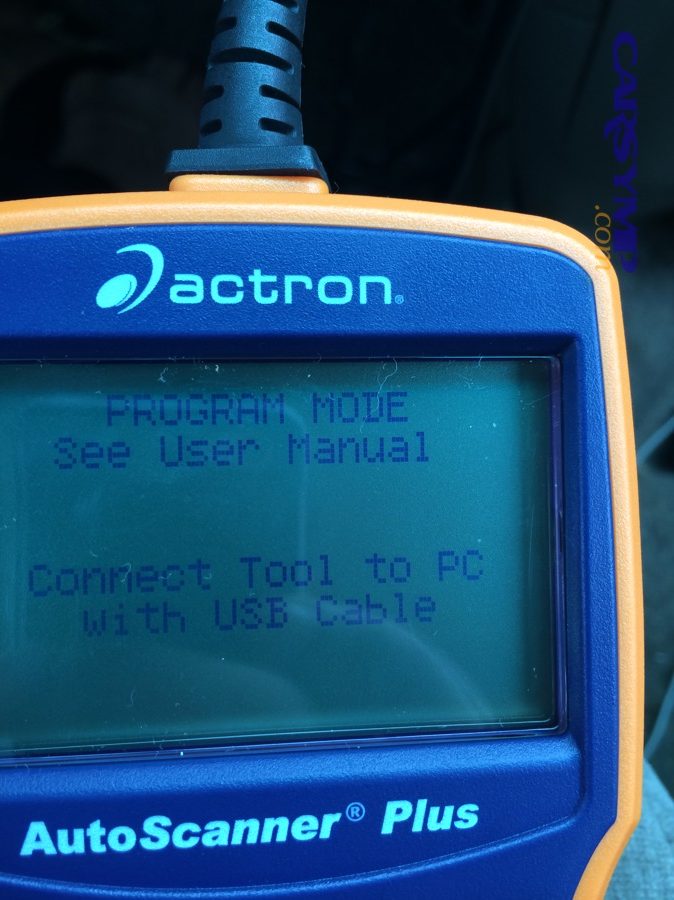 CARSYMP.com
actron®
PROGRAM MODE
See User Manual
Connect Tool to PC
with USB Cable
AutoScanner® Plus